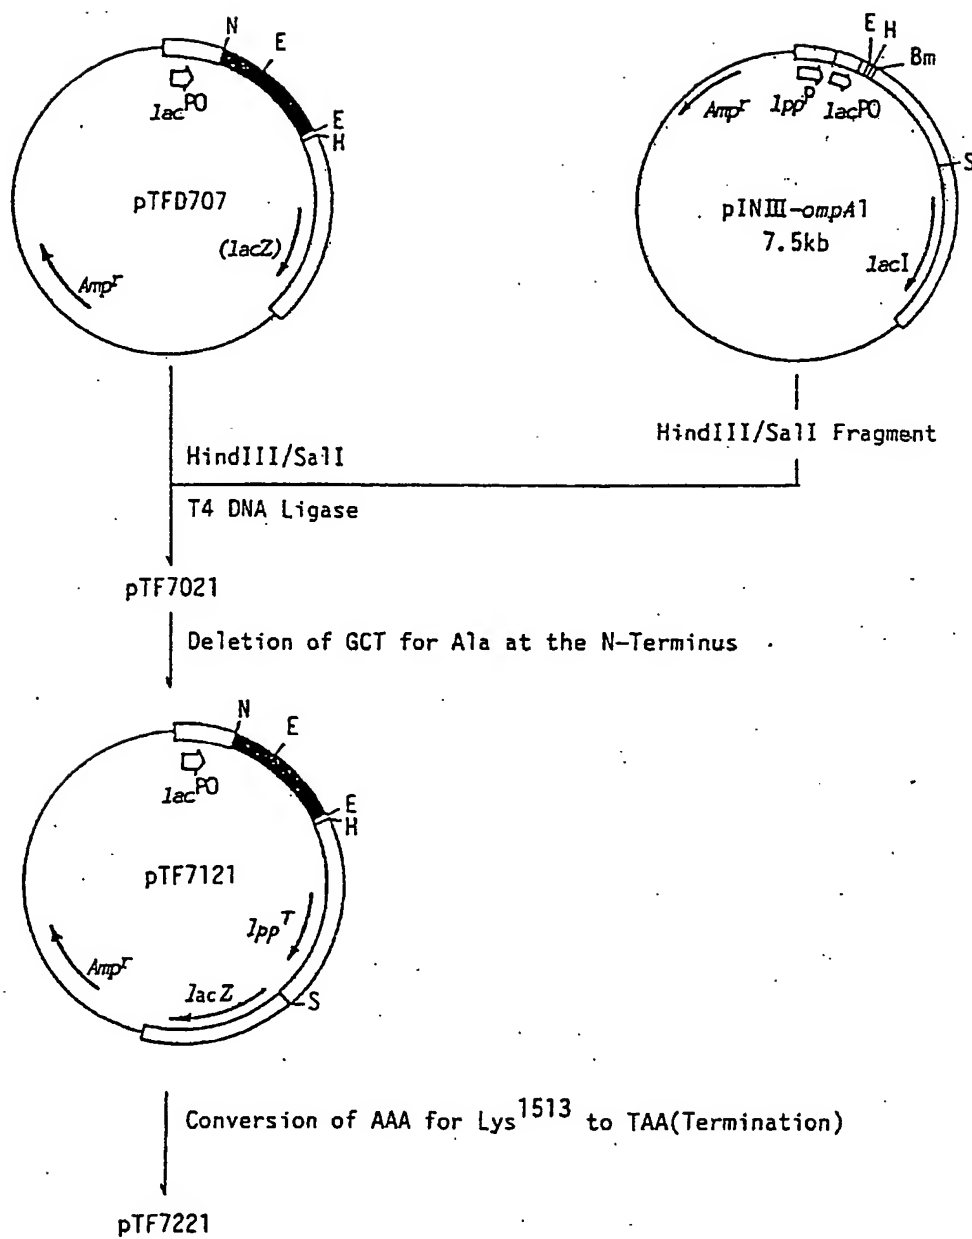 N
E
lacPO
E
H
pTFD707
(lacZ)
Ampr
E
H
Bm
Ampr
lppP
lacPO
S
pINIII-ompA1
7.5kb
lacI
HindIII/SalI
T4 DNA Ligase
HindIII/SalI Fragment
pTF7021
Deletion of GCT for Ala at the N-Terminus
N
E
lacPO
E
H
pTF7121
lppT
Ampr
lacZ
S
Conversion of AAA for Lys1513 to TAA(Termination)
pTF7221